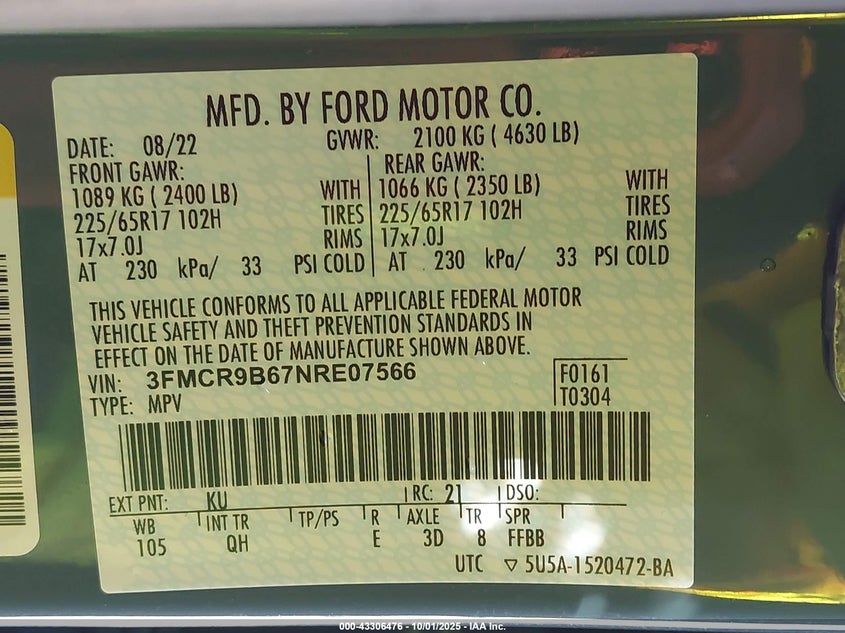 MFD. BY FORD MOTOR CO.
DATE: 08/22 GVWR: 2100 KG ( 4630 LB)
FRONT GAWR: REAR GAWR:
1089 KG ( 2400 LB) WITH 1066 KG ( 2350 LB) WITH
225/65R17 102H TIRES 225/65R17 102H TIRES
17x7.0J RIMS 17x7.0J RIMS
AT 230 kPa/ 33 PSI COLD AT 230 kPa/ 33 PSI COLD
THIS VEHICLE CONFORMS TO ALL APPLICABLE FEDERAL MOTOR
VEHICLE SAFETY AND THEFT PREVENTION STANDARDS IN
EFFECT ON THE DATE OF MANUFACTURE SHOWN ABOVE.
VIN: 3FMCR9B67NRE07566 F0161
TYPE: MPV T0304
EXT PNT: KU RC: 21 DSO:
WB INT TR TP/PS R AXLE TR SPR
105 QH E 3D 8 FFBB
UTC ▽ 5U5A-1520472-BA
000-43306476 - 10/01/2025 - IAA Inc.